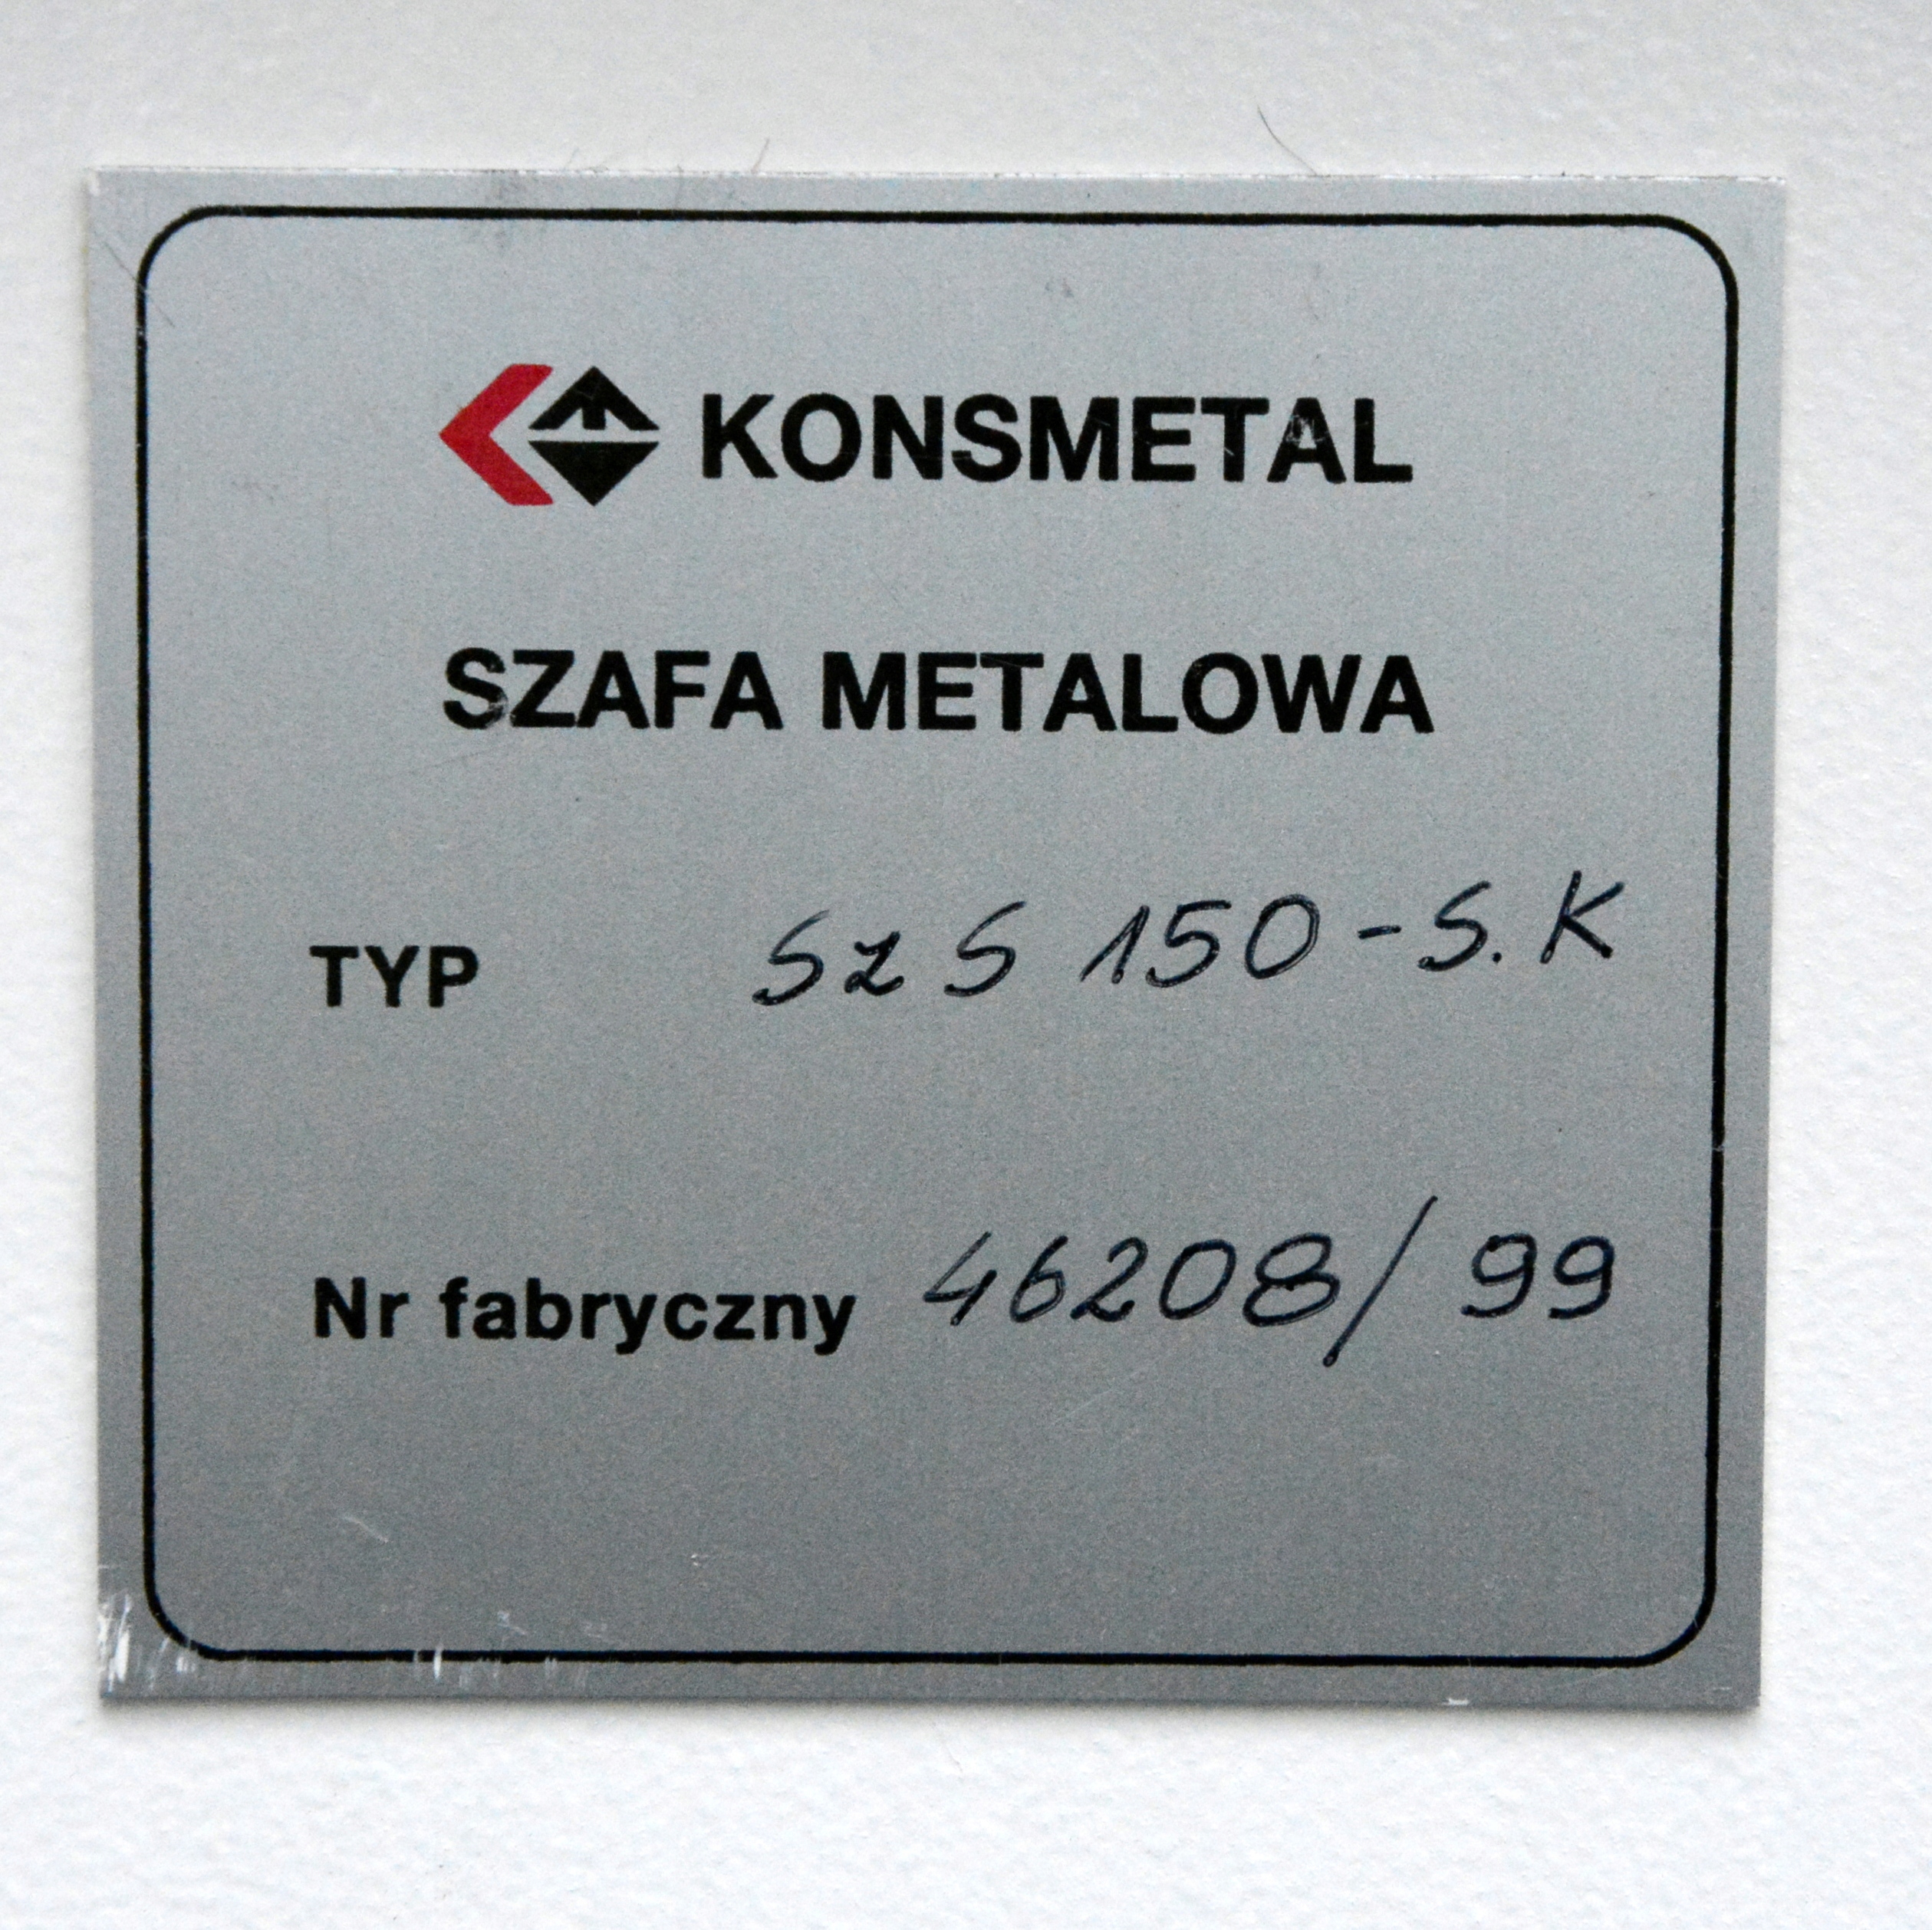 KONSMETAL
SZAFA METALOWA
TYP SzS 150-S.K
Nr fabryczny 46208/99